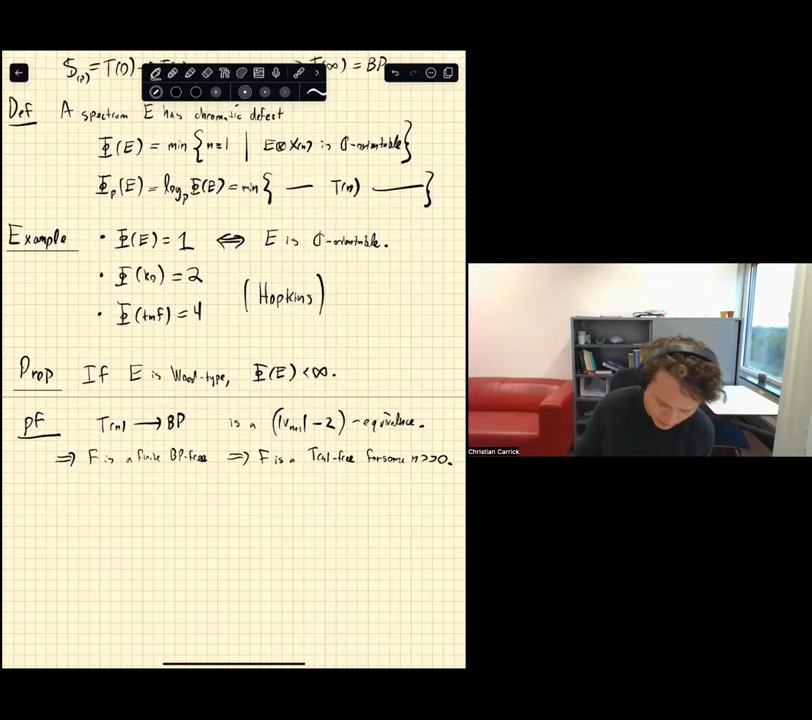 $(p) = T(0) → ... T(∞) = BP
Def A spectrum E has chromatic defect
Φ(E) = min { n≥1 | E⊗X(n) is ℂ-orientable }
Φp(E) = logp Φ(E) = min { — T(n) — }
Example • Φ(E) = 1 ⟺ E is ℂ-orientable.
• Φ(ko) = 2
(Hopkins)
• Φ(tmf) = 4
Prop If E is Wood-type, Φ(E) < ∞.
pf T(n) → BP is a (|vn+1| - 2) - equivalence.
⟹ F is a finite BP-free ⟹ F is a T(n)-free for some n >> 0.
Christian Carrick